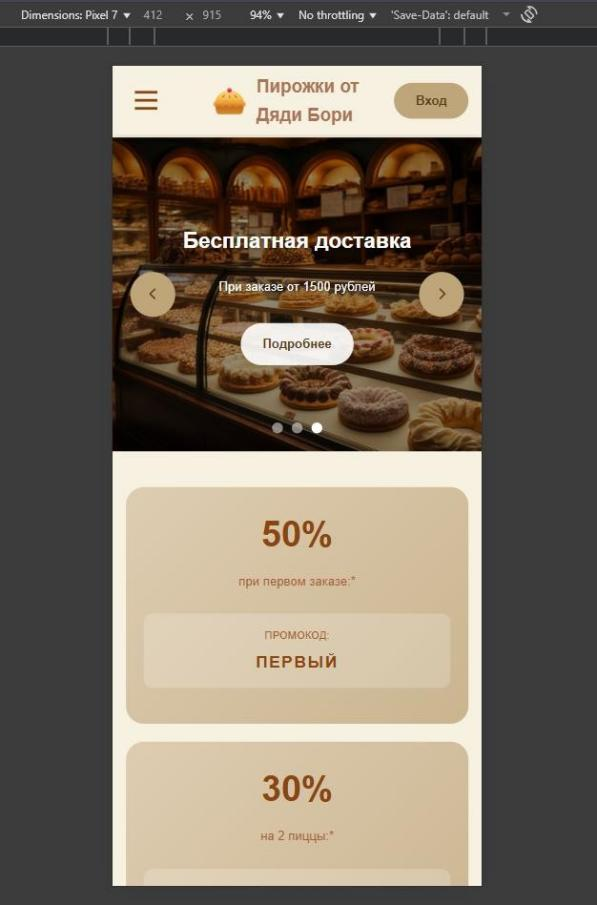 Dimensions: Pixel 7 412 x 915 94% No throttling 'Save-Data': default
Пирожки от
Дяди Бори
Вход
Бесплатная доставка
При заказе от 1500 рублей
Подробнее
50%
при первом заказе:*
ПРОМОКОД:
ПЕРВЫЙ
30%
на 2 пиццы:*